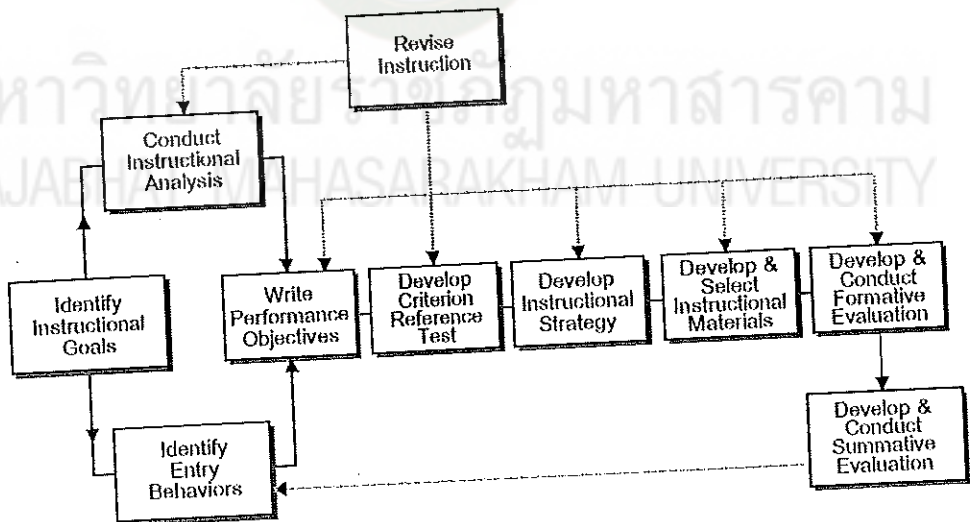 Revise
Instruction
มหาวิทยาลัยราชภัฏมหาสารคาม
RAJABHAT MAHASARAKHAM UNIVERSITY
Conduct
Instructional
Analysis
Identify
Instructional
Goals
Write
Performance
Objectives
Develop
Criterion
Reference
Test
Develop
Instructional
Strategy
Develop &
Select
Instructional
Materials
Develop &
Conduct
Formative
Evaluation
Identify
Entry
Behaviors
Develop &
Conduct
Summative
Evaluation